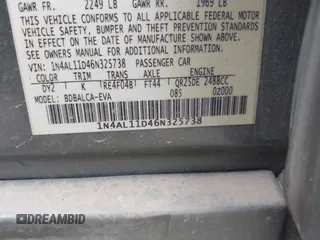 GAWR FR. 2249 LB GAWR RR. 1969 LB
THIS VEHICLE CONFORMS TO ALL APPLICABLE FEDERAL MOTOR
VEHICLE SAFETY, BUMPER AND THEFT PREVENTION STANDARDS
IN EFFECT ON THE DATE OF MANUFACTURE SHOWN ABOVE.
SEE OWNERS MANUAL FOR ADDITIONAL INFORMATION.
VIN: 1N4AL11D46N325738 PASSENGER CAR
COLOR TRIM TRANS AXLE ENGINE
DY2 K RE4F04B FT44 QR25DE 2488CC
MODEL: BDBALCA-EVA 085 02000
1N4AL11D46N325738
DREAMBID